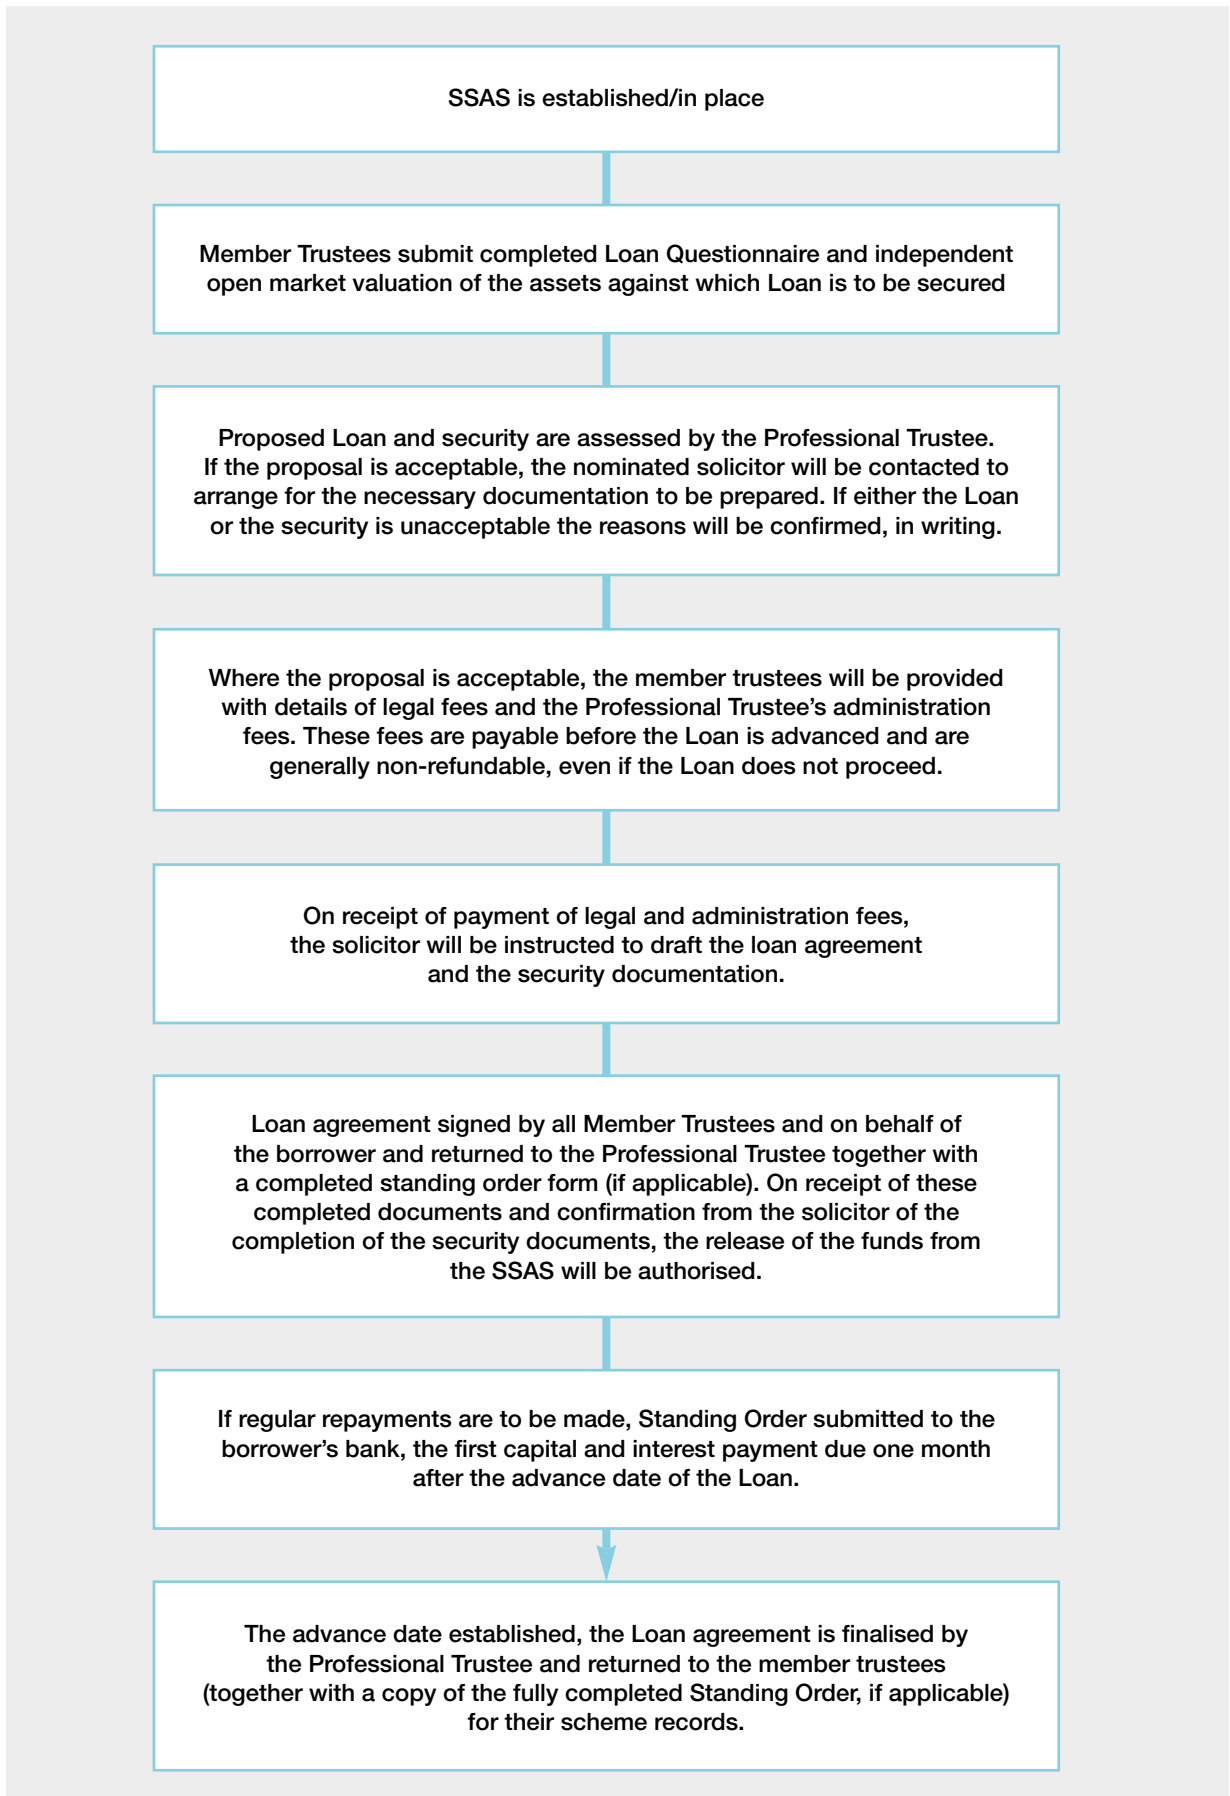 SSAS is established/in place
Member Trustees submit completed Loan Questionnaire and independent
open market valuation of the assets against which Loan is to be secured
Proposed Loan and security are assessed by the Professional Trustee.
If the proposal is acceptable, the nominated solicitor will be contacted to
arrange for the necessary documentation to be prepared. If either the Loan
or the security is unacceptable the reasons will be confirmed, in writing.
Where the proposal is acceptable, the member trustees will be provided
with details of legal fees and the Professional Trustee’s administration
fees. These fees are payable before the Loan is advanced and are
generally non-refundable, even if the Loan does not proceed.
On receipt of payment of legal and administration fees,
the solicitor will be instructed to draft the loan agreement
and the security documentation.
Loan agreement signed by all Member Trustees and on behalf of
the borrower and returned to the Professional Trustee together with
a completed standing order form (if applicable). On receipt of these
completed documents and confirmation from the solicitor of the
completion of the security documents, the release of the funds from
the SSAS will be authorised.
If regular repayments are to be made, Standing Order submitted to the
borrower’s bank, the first capital and interest payment due one month
after the advance date of the Loan.
The advance date established, the Loan agreement is finalised by
the Professional Trustee and returned to the member trustees
(together with a copy of the fully completed Standing Order, if applicable)
for their scheme records.